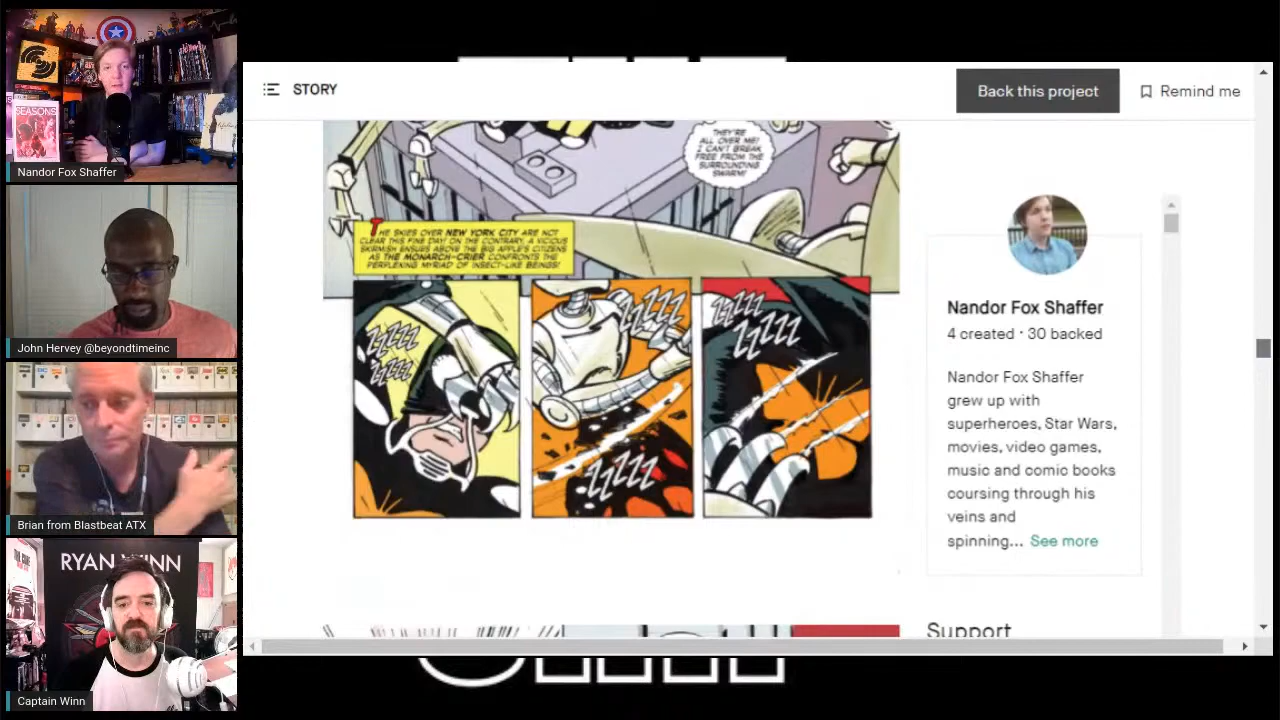 SEASONS
Nandor Fox Shaffer
John Hervey @beyondtimeinc
Brian from Blastbeat ATX
RYAN WINN
Captain Winn
STORY
Back this project
Remind me
THEY'RE
ALL OVER ME!
I CAN'T BREAK
FREE FROM THE
SURROUNDING
SWARM!
THE SKIES OVER NEW YORK CITY ARE NOT
CLEAR THIS FINE DAY! ON THE CONTRARY, A VICIOUS
SKIRMISH ENSUES ABOVE THE BIG APPLE'S CITIZENS
AS THE MONARCH-CRIER CONFRONTS THE
PERPLEXING MYRIAD OF INSECT-LIKE BEINGS!
ZZZZ
ZZZZ
ZZZZ
ZZZZ
ZZZZ
ZZZZ
Nandor Fox Shaffer
4 created · 30 backed
Nandor Fox Shaffer
grew up with
superheroes, Star Wars,
movies, video games,
music and comic books
coursing through his
veins and
spinning... See more
Support